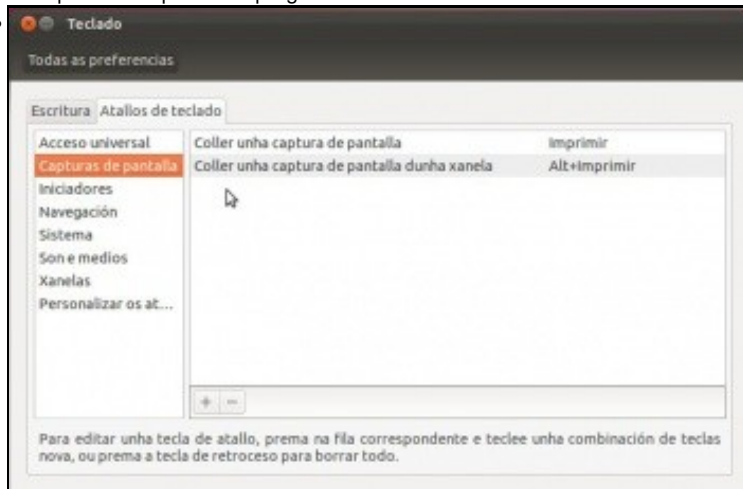 Teclado
Todas as preferencias
Escritura Atallos de teclado
Acceso universal Coller unha captura de pantalla Imprimir
Capturas de pantalla Coller unha captura de pantalla dunha xanela Alt+Imprimir
Iniciadores
Navegación
Sistema
Son e medios
Xanelas
Personalizar os at...
Para editar unha tecla de atallo, prema na fila correspondente e teclee unha combinación de teclas
nova, ou prema a tecla de retroceso para borrar todo.